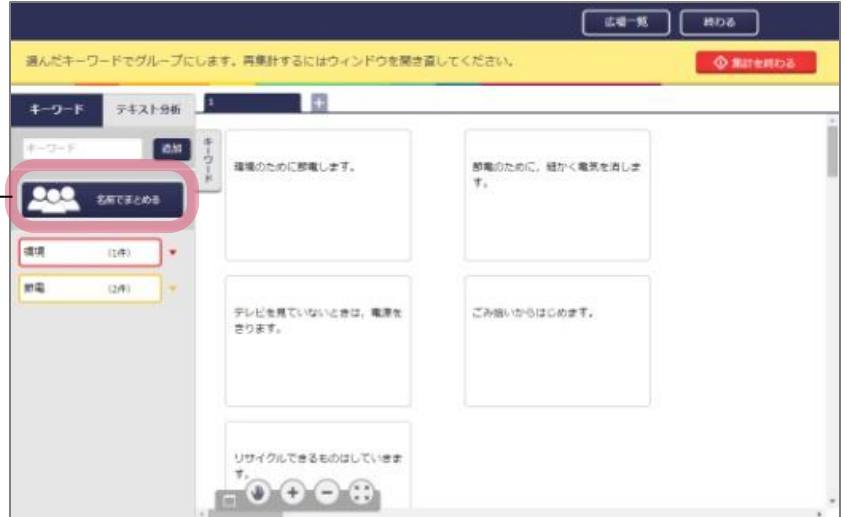 広場一覧
終わる
選んだキーワードでグループにします。再集計するにはウィンドウを開き直してください。
集計を終わる
キーワード
テキスト分析
1
+
キーワード
追加
キーワード
名前でまとめる
環境 (1件)
節電 (2件)
環境のために節電します。
節電のために、細かく電気を消しま
す。
テレビを見ていないときは、電源を
きります。
ごみ拾いからはじめます。
リサイクルできるものはしていきま
す。